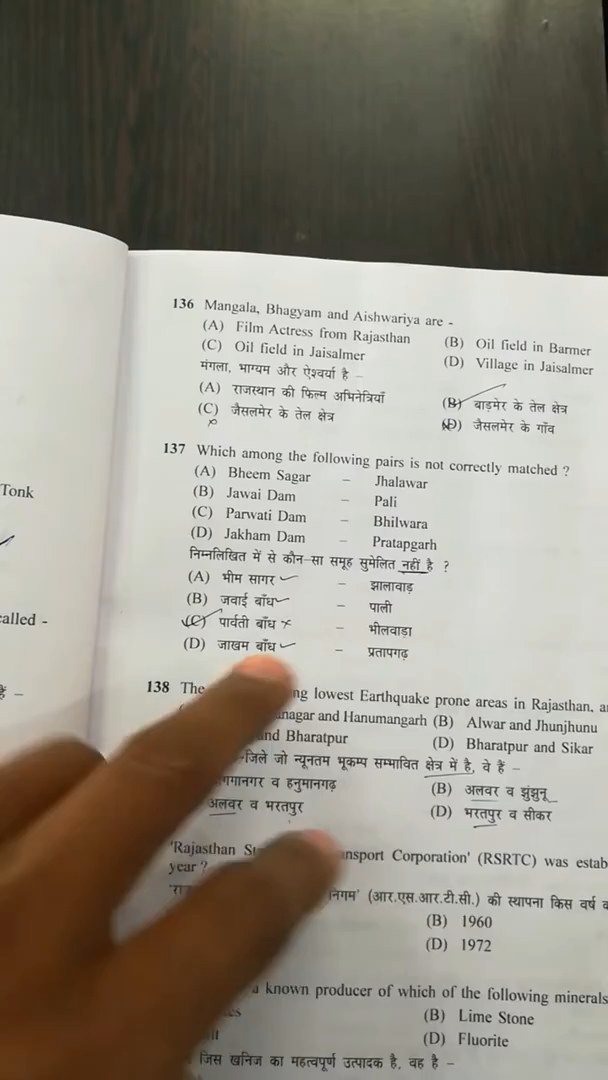 Tonk
alled -
हैं –
136 Mangala, Bhagyam and Aishwariya are -
(A) Film Actress from Rajasthan (B) Oil field in Barmer
(C) Oil field in Jaisalmer (D) Village in Jaisalmer
मंगला, भाग्यम और ऐश्वर्या है –
(A) राजस्थान की फिल्म अभिनेत्रियाँ (B) बाड़मेर के तेल क्षेत्र
(C) जैसलमेर के तेल क्षेत्र (D) जैसलमेर के गाँव
137 Which among the following pairs is not correctly matched ?
(A) Bheem Sagar – Jhalawar
(B) Jawai Dam – Pali
(C) Parwati Dam – Bhilwara
(D) Jakham Dam – Pratapgarh
निम्नलिखित में से कौन-सा समूह सुमेलित नहीं है ?
(A) भीम सागर – झालावाड़
(B) जवाई बाँध – पाली
(C) पार्वती बाँध – भीलवाड़ा
(D) जाखम बाँध – प्रतापगढ़
138 The ng lowest Earthquake prone areas in Rajasthan, a
nagar and Hanumangarh (B) Alwar and Jhunjhunu
nd Bharatpur (D) Bharatpur and Sikar
-जिले जो न्यूनतम भूकम्प सम्भावित क्षेत्र में है, वे हैं –
गंगानगर व हनुमानगढ़ (B) अलवर व झुंझुनू
अलवर व भरतपुर (D) भरतपुर व सीकर
'Rajasthan St ansport Corporation' (RSRTC) was estab
year ?
निगम' (आर.एस.आर.टी.सी.) की स्थापना किस वर्ष
(B) 1960
(D) 1972
a known producer of which of the following minerals
(B) Lime Stone
(D) Fluorite
जिस खनिज का महत्वपूर्ण उत्पादक है, वह है –